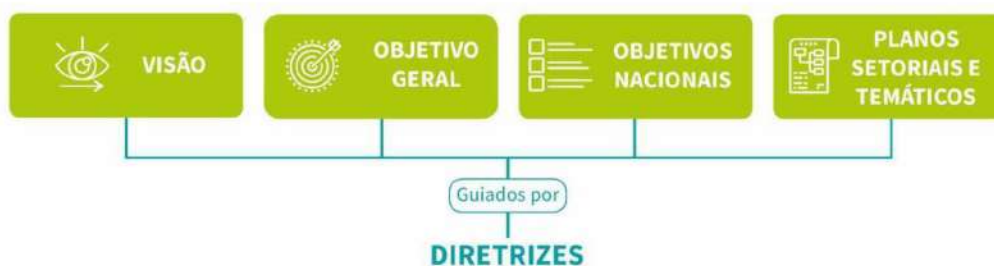 VISÃO
OBJETIVO
GERAL
OBJETIVOS
NACIONAIS
PLANOS
SETORIAIS E
TEMÁTICOS
Guiados por
DIRETRIZES